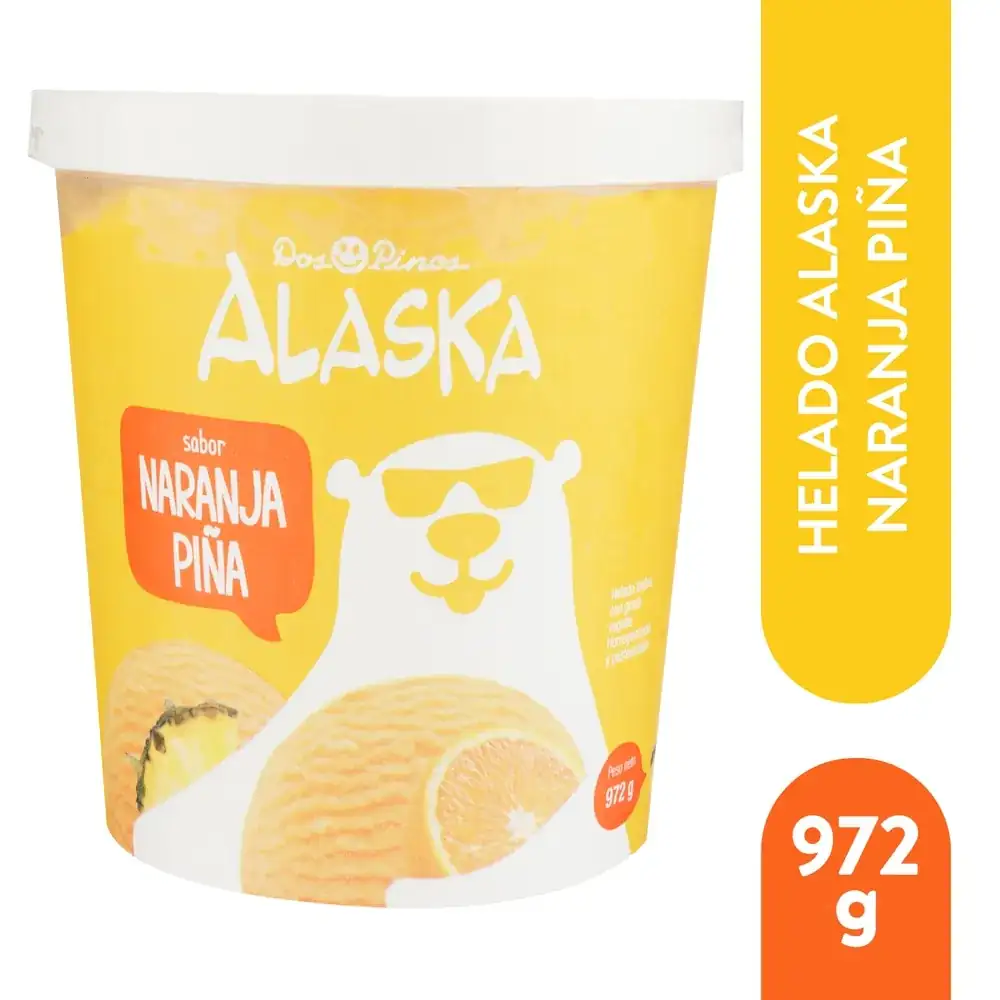 Dos Pinos
ALASKA
sabor
NARANJA
PIÑA
Peso neto
972 g
HELADO ALASKA
NARANJA PIÑA
972
g